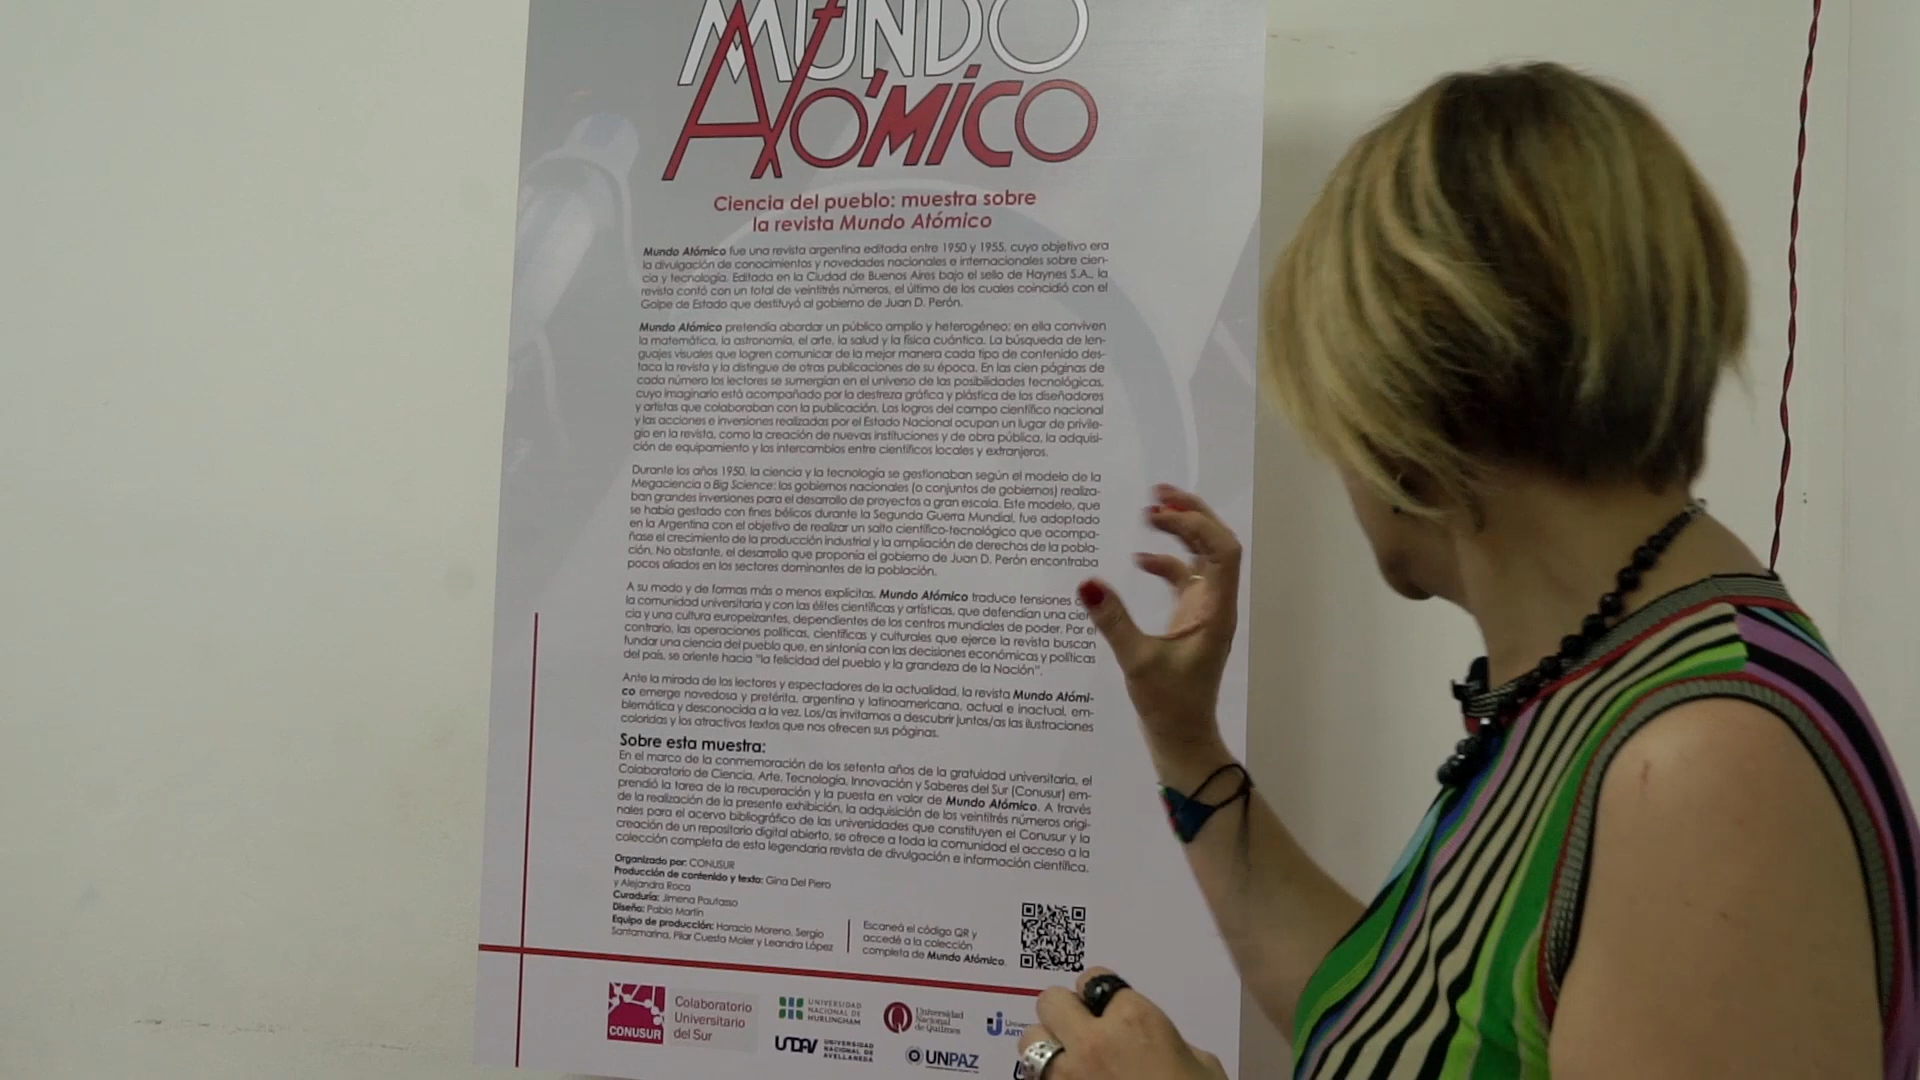 MUNDO
ATÓMICO
Ciencia del pueblo: muestra sobre
la revista Mundo Atómico
Mundo Atómico fue una revista argentina editada entre 1950 y 1955, cuyo objetivo era
la divulgación de conocimientos y novedades nacionales e internacionales sobre cien-
cia y tecnología. Editada en la Ciudad de Buenos Aires bajo el sello de Haynes S.A., la
revista contó con un total de veintitrés números, el último de los cuales coincidió con el
Golpe de Estado que destituyó al gobierno de Juan D. Perón.
Mundo Atómico pretendía abordar un público amplio y heterogéneo: en ella conviven
la matemática, la astronomía, el arte, la salud y la física cuántica. La búsqueda de len-
guajes visuales que logren comunicar de la mejor manera cada tipo de contenido des-
taca la revista y la distingue de otras publicaciones de su época. En las cien páginas de
cada número los lectores se sumergían en el universo de las posibilidades tecnológicas,
cuyo imaginario está acompañado por la destreza gráfica y plástica de los diseñadores
y artistas que colaboraban con la publicación. Los logros del campo científico nacional
y las acciones e inversiones realizadas por el Estado Nacional ocupan un lugar de privile-
gio en la revista, como la creación de nuevas instituciones y de obra pública, la adquisi-
ción de equipamiento y los intercambios entre científicos locales y extranjeros.
Durante los años 1950, la ciencia y la tecnología se gestionaban según el modelo de la
Megaciencia o Big Science: los gobiernos nacionales (o conjuntos de gobiernos) realiza-
ban grandes inversiones para el desarrollo de proyectos a gran escala. Este modelo, que
se había gestado con fines bélicos durante la Segunda Guerra Mundial, fue adoptado
en la Argentina con el objetivo de realizar un salto científico-tecnológico que acompa-
ñase el crecimiento de la producción industrial y la ampliación de derechos de la pobla-
ción. No obstante, el desarrollo que proponía el gobierno de Juan D. Perón encontraba
pocos aliados en los sectores dominantes de la población.
A su modo y de formas más o menos explícitas, Mundo Atómico traduce tensiones
la comunidad universitaria y con las élites científicas y artísticas, que defendían una cien
cia y una cultura europeizantes, dependientes de los centros mundiales de poder. Por el
contrario, las operaciones políticas, científicas y culturales que ejerce la revista buscan
fundar una ciencia del pueblo que, en sintonía con las decisiones económicas y políticas
del país, se oriente hacia "la felicidad del pueblo y la grandeza de la Nación".
Ante la mirada de los lectores y espectadores de la actualidad, la revista Mundo Atómi-
co emerge novedosa y pretérita, argentina y latinoamericana, actual e inactual, em-
blemática y desconocida a la vez. Los/as invitamos a descubrir juntos/as las ilustraciones
coloridas y los atractivos textos que nos ofrecen sus páginas.
Sobre esta muestra:
En el marco de la conmemoración de los setenta años de la gratuidad universitaria, el
Colaboratorio de Ciencia, Arte, Tecnología, Innovación y Saberes del Sur (Conusur) em-
prendió la tarea de la recuperación y la puesta en valor de Mundo Atómico. A través
de la realización de la presente exhibición, la adquisición de los veintitrés números origi-
nales para el acervo bibliográfico de las universidades que constituyen el Conusur y la
creación de un repositorio digital abierto, se ofrece a toda la comunidad el acceso a la
colección completa de esta legendaria revista de divulgación e información científica.
Organizado por: CONUSUR
Producción de contenido y texto: Gina Del Piero
y Alejandra Roca
Curaduría: Jimena Pautasso
Diseño: Pablo Martín
Equipo de producción: Horacio Moreno, Sergio
Santamarina, Pilar Cuesta Moler y Leandra López
Escaneá el código QR y
accedé a la colección
completa de Mundo Atómico.
CONUSUR
Colaboratorio
Universitario
del Sur
UNIVERSIDAD
NACIONAL DE
HURLINGHAM
Universidad
Nacional
de Quilmes
UNDAV
UNIVERSIDAD
NACIONAL DE
AVELLANEDA
UNPAZ